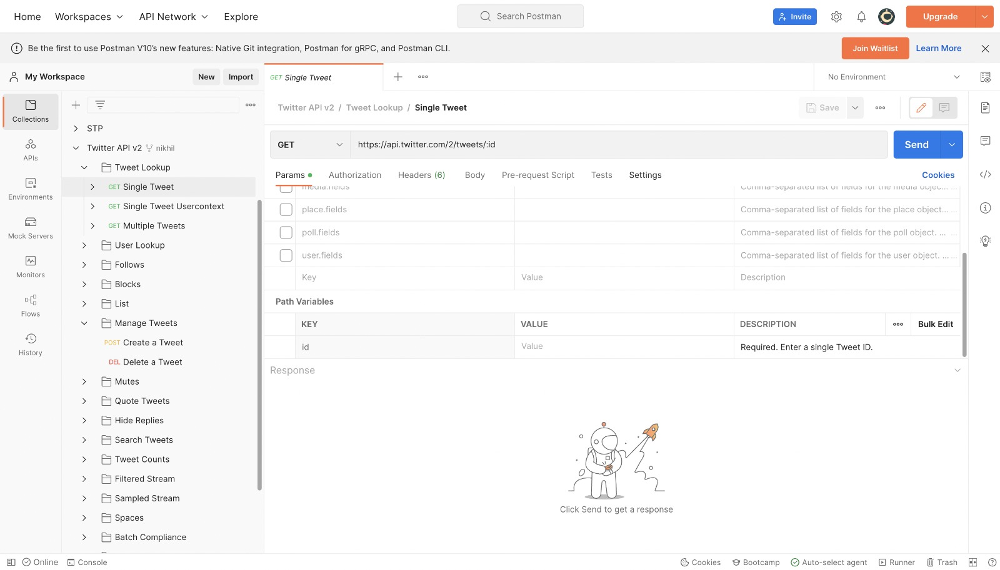 Home Workspaces API Network Explore Search Postman Invite Upgrade
Be the first to use Postman V10's new features: Native Git integration, Postman for gRPC, and Postman CLI. Join Waitlist Learn More
My Workspace New Import GET Single Tweet No Environment
Collections
APIs
Environments
Mock Servers
Monitors
Flows
History
STP
Twitter API v2 nikhil
Tweet Lookup
GET Single Tweet
GET Single Tweet Usercontext
GET Multiple Tweets
User Lookup
Follows
Blocks
List
Manage Tweets
POST Create a Tweet
DEL Delete a Tweet
Mutes
Quote Tweets
Hide Replies
Search Tweets
Tweet Counts
Filtered Stream
Sampled Stream
Spaces
Batch Compliance
Twitter API v2 / Tweet Lookup / Single Tweet Save
GET https://api.twitter.com/2/tweets/:id Send
Params Authorization Headers (6) Body Pre-request Script Tests Settings Cookies
media.fields Comma-separated list of fields for the media objec... ...
place.fields Comma-separated list of fields for the place object... ...
poll.fields Comma-separated list of fields for the poll object. ... ...
user.fields Comma-separated list of fields for the user object. ... ...
Key Value Description
Path Variables
KEY VALUE DESCRIPTION Bulk Edit
id Value Required. Enter a single Tweet ID.
Response
Click Send to get a response
Online Console Cookies Bootcamp Auto-select agent Runner Trash